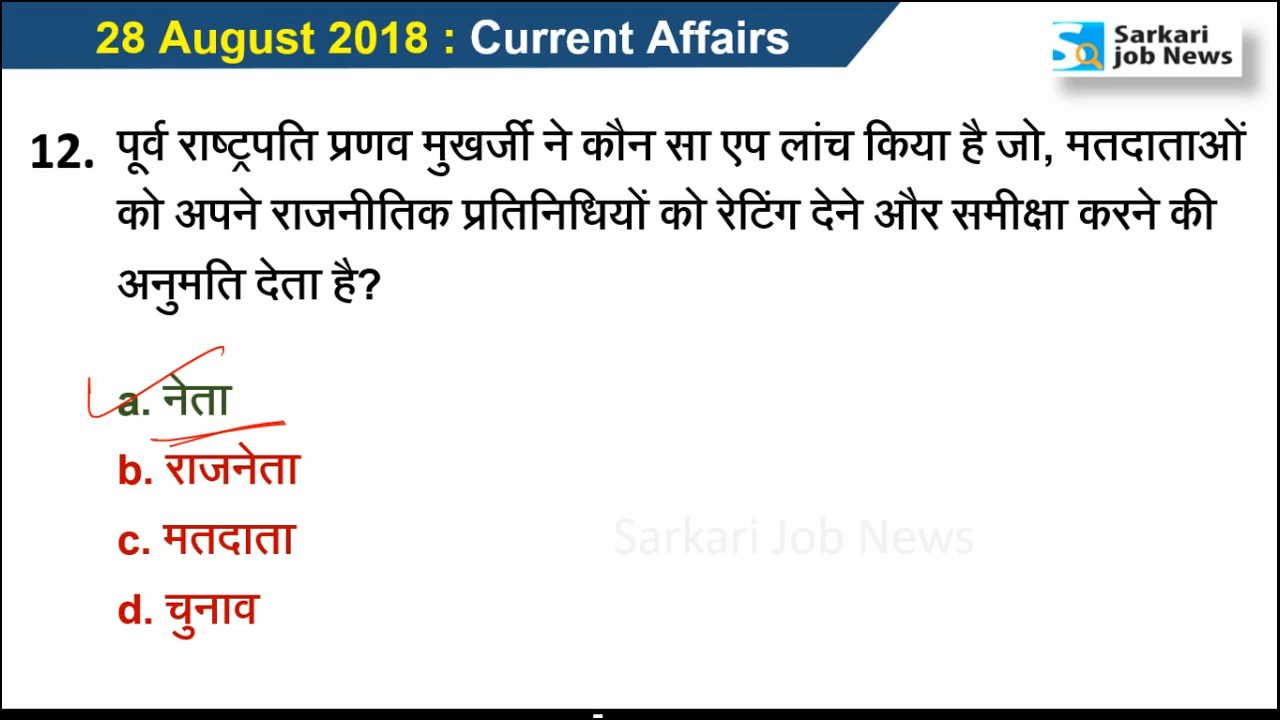 28 August 2018 : Current Affairs
Sarkari
job News
12. पूर्व राष्ट्रपति प्रणव मुखर्जी ने कौन सा एप लांच किया है जो, मतदाताओं
को अपने राजनीतिक प्रतिनिधियों को रेटिंग देने और समीक्षा करने की
अनुमति देता है?
a. नेता
b. राजनेता
c. मतदाता
d. चुनाव
Sarkari Job News